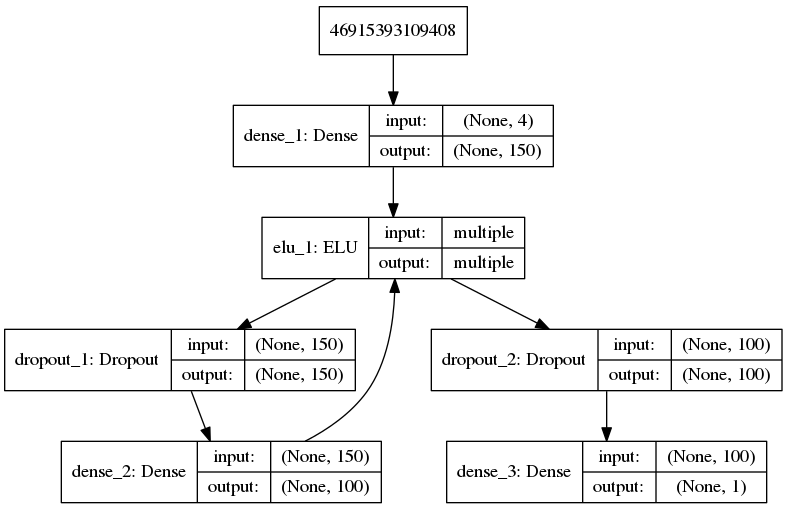 46915393109408
dense_1: Dense
input: (None, 4)
output: (None, 150)
elu_1: ELU
input: multiple
output: multiple
dropout_1: Dropout
input: (None, 150)
output: (None, 150)
dropout_2: Dropout
input: (None, 100)
output: (None, 100)
dense_2: Dense
input: (None, 150)
output: (None, 100)
dense_3: Dense
input: (None, 100)
output: (None, 1)